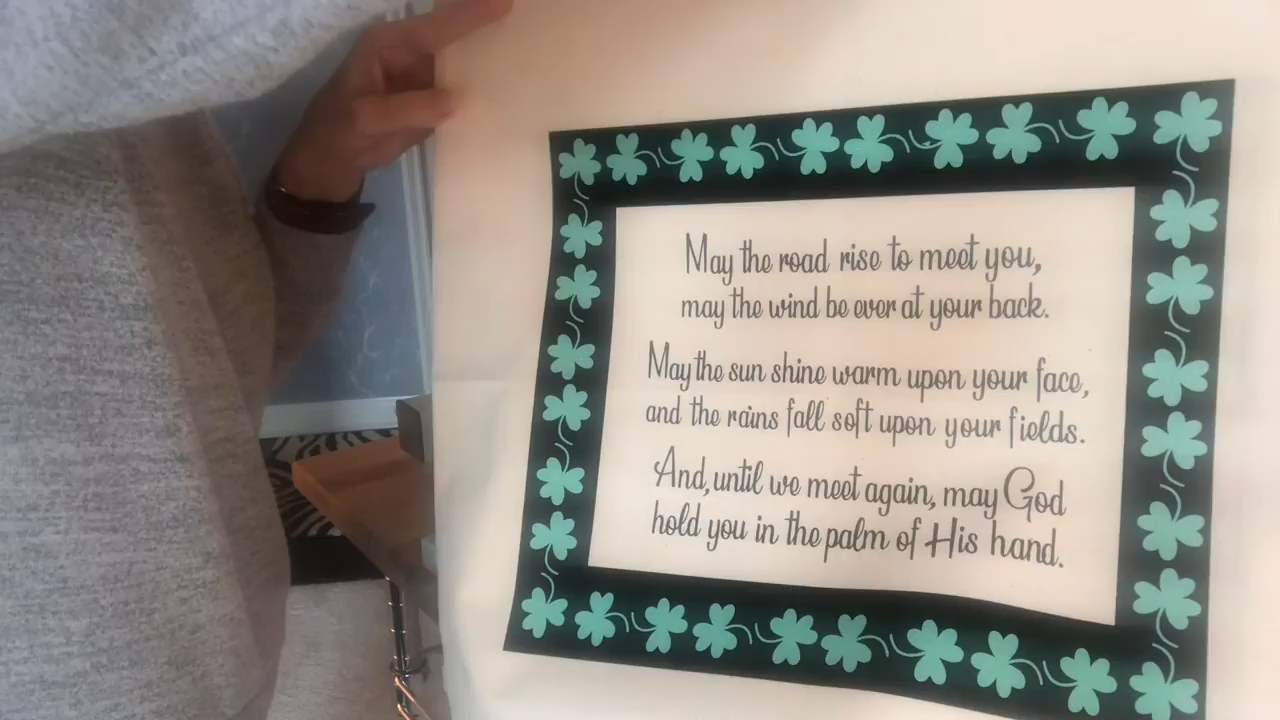 May the road rise to meet you,
may the wind be ever at your back.
May the sun shine warm upon your face,
and the rains fall soft upon your fields.
And, until we meet again, may God
hold you in the palm of His hand.